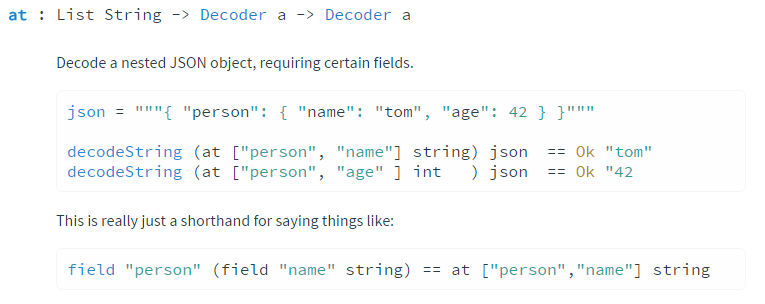 at : List String -> Decoder a -> Decoder a
Decode a nested JSON object, requiring certain fields.
json = """{ "person": { "name": "tom", "age": 42 } }"""
decodeString (at ["person", "name"] string) json  == Ok "tom"
decodeString (at ["person", "age" ] int   ) json  == Ok "42
This is really just a shorthand for saying things like:
field "person" (field "name" string) == at ["person","name"] string